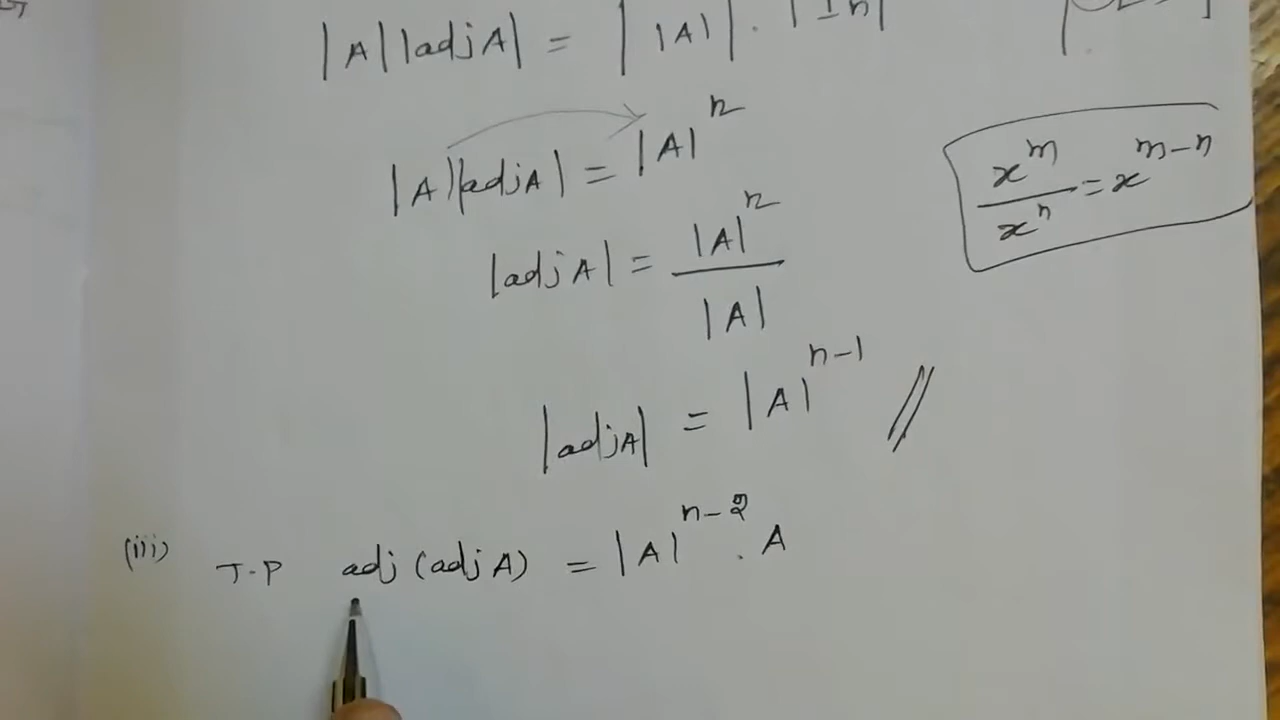 |A||adj A| = ||A||. |In|
|A||adj A| = |A|^n
x^m / x^n = x^{m-n}
|adj A| = |A|^n / |A|
|adj A| = |A|^{n-1} //
(iii) T.P adj (adj A) = |A|^{n-2} . A